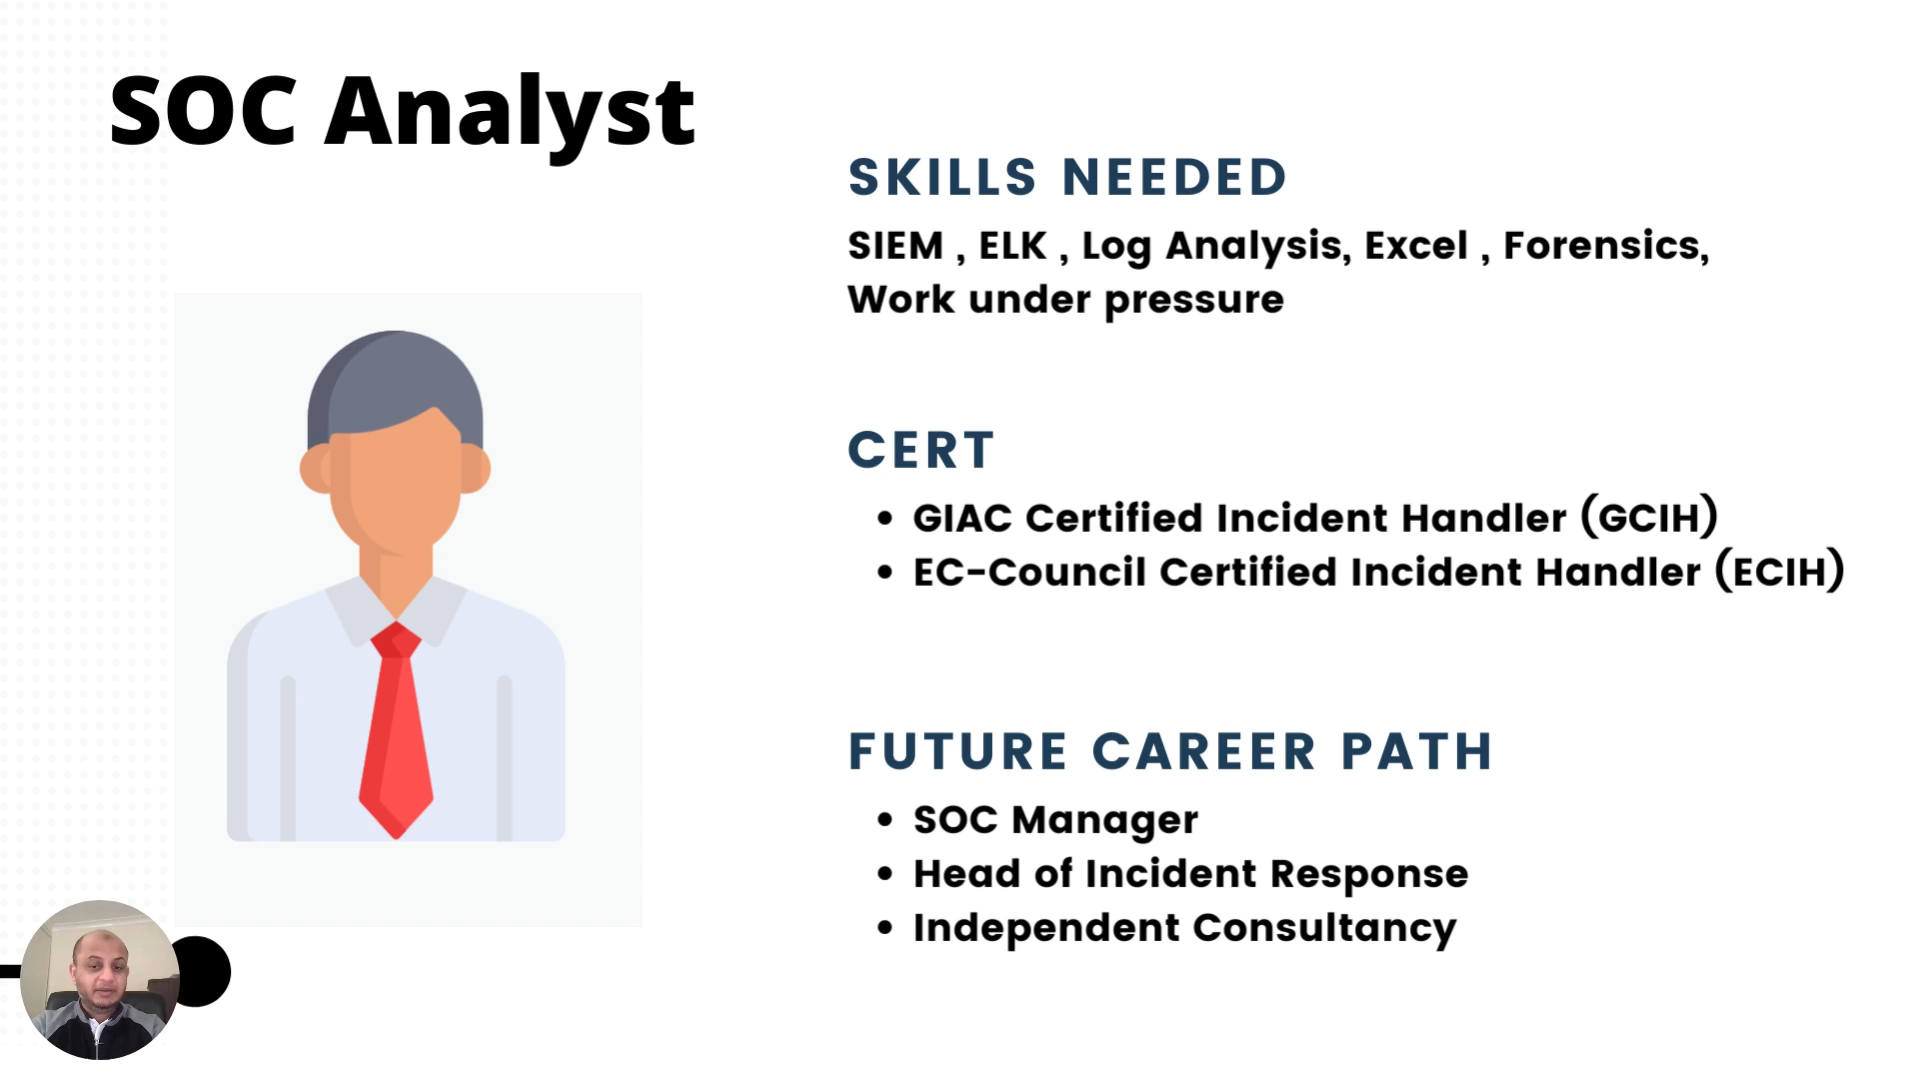 SOC Analyst
SKILLS NEEDED
SIEM , ELK , Log Analysis, Excel , Forensics,
Work under pressure
CERT
• GIAC Certified Incident Handler (GCIH)
• EC-Council Certified Incident Handler (ECIH)
FUTURE CAREER PATH
• SOC Manager
• Head of Incident Response
• Independent Consultancy